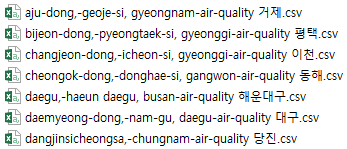 aju-dong,-geoje-si, gyeongnam-air-quality 거제.csv
bijeon-dong,-pyeongtaek-si, gyeonggi-air-quality 평택.csv
changjeon-dong,-icheon-si, gyeonggi-air-quality 이천.csv
cheongok-dong,-donghae-si, gangwon-air-quality 동해.csv
daegu,-haeun daegu, busan-air-quality 해운대구.csv
daemyeong-dong,-nam-gu, daegu-air-quality 대구.csv
dangjinsicheongsa,-chungnam-air-quality 당진.csv